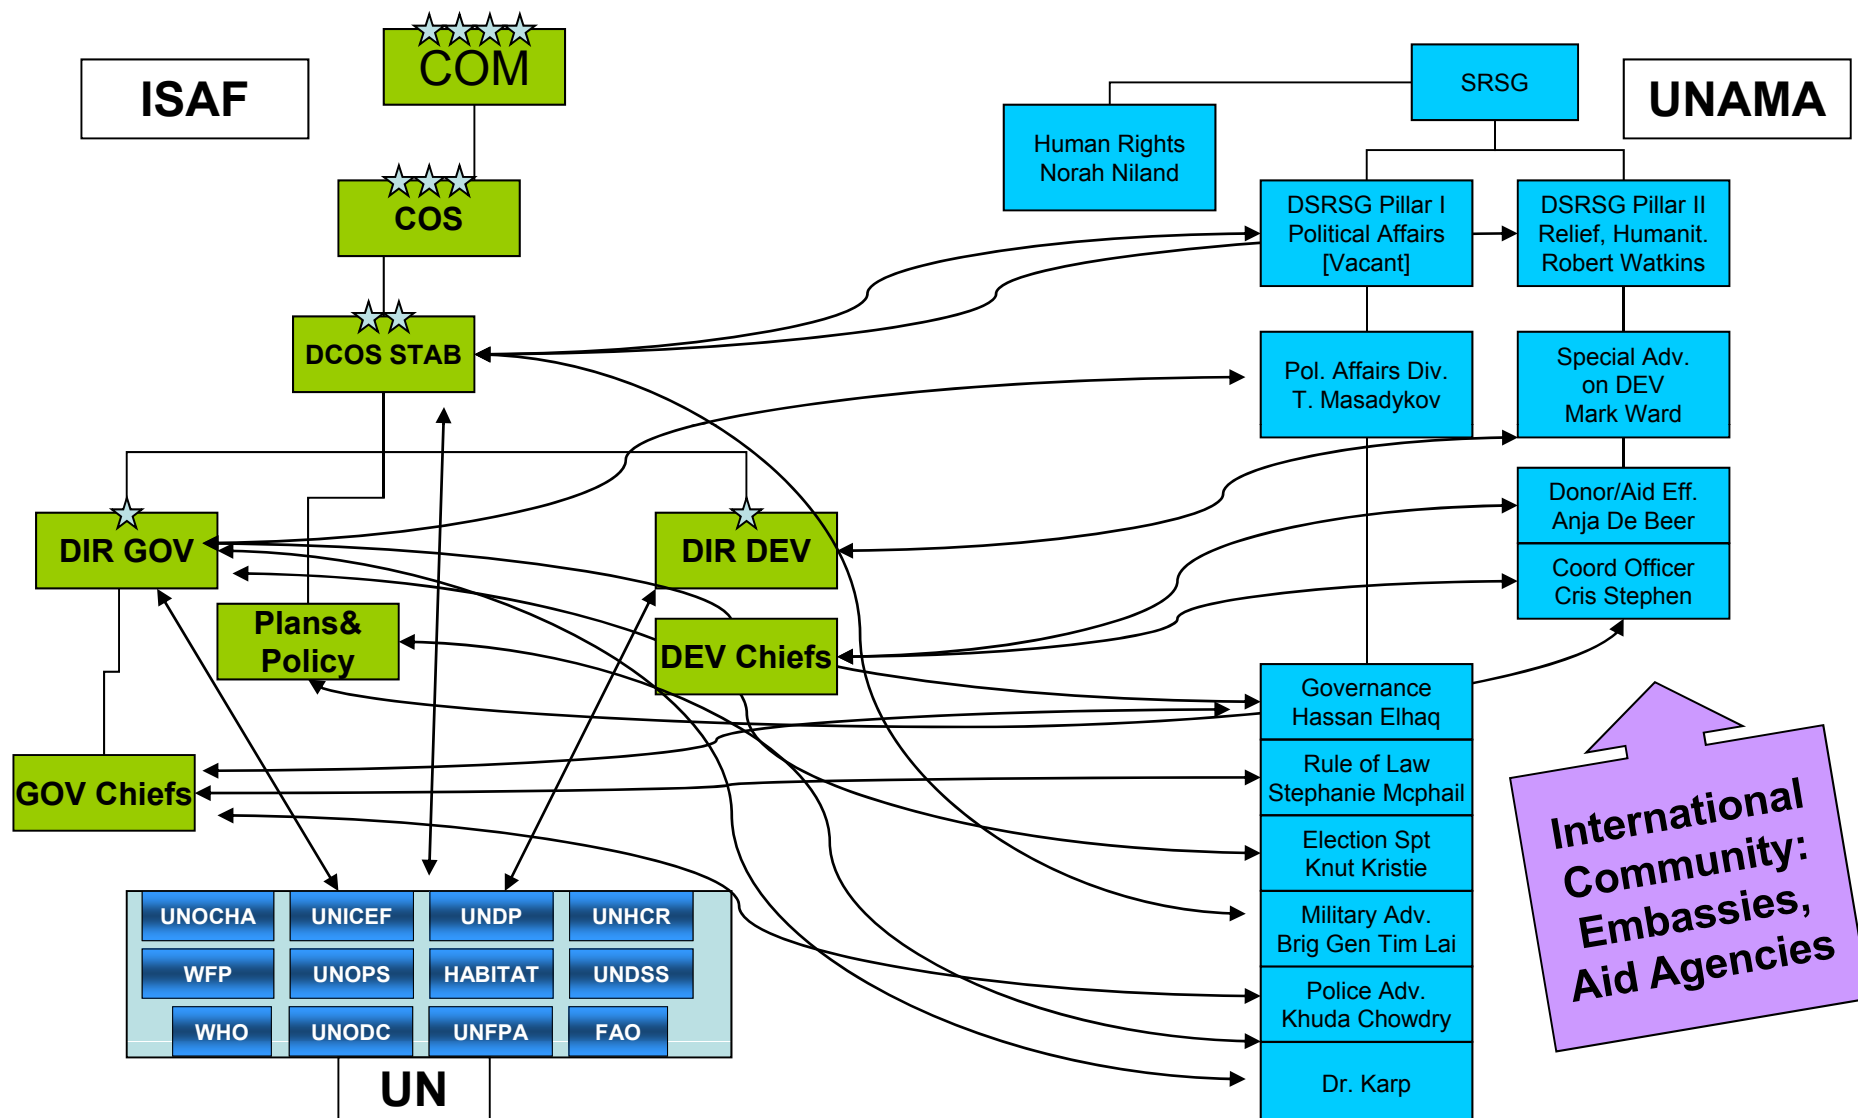 ISAF
COM
COS
DCOS STAB
DIR GOV
DIR DEV
Plans&
Policy
DEV Chiefs
GOV Chiefs
UNOCHA
UNICEF
UNDP
UNHCR
WFP
UNOPS
HABITAT
UNDSS
WHO
UNODC
UNFPA
FAO
UN
UNAMA
SRSG
Human Rights
Norah Niland
DSRSG Pillar I
Political Affairs
[Vacant]
DSRSG Pillar II
Relief, Humanit.
Robert Watkins
Pol. Affairs Div.
T. Masadykov
Special Adv.
on DEV
Mark Ward
Donor/Aid Eff.
Anja De Beer
Coord Officer
Cris Stephen
Governance
Hassan Elhaq
Rule of Law
Stephanie Mcphail
Election Spt
Knut Kristie
Military Adv.
Brig Gen Tim Lai
Police Adv.
Khuda Chowdry
Dr. Karp
International
Community:
Embassies,
Aid Agencies